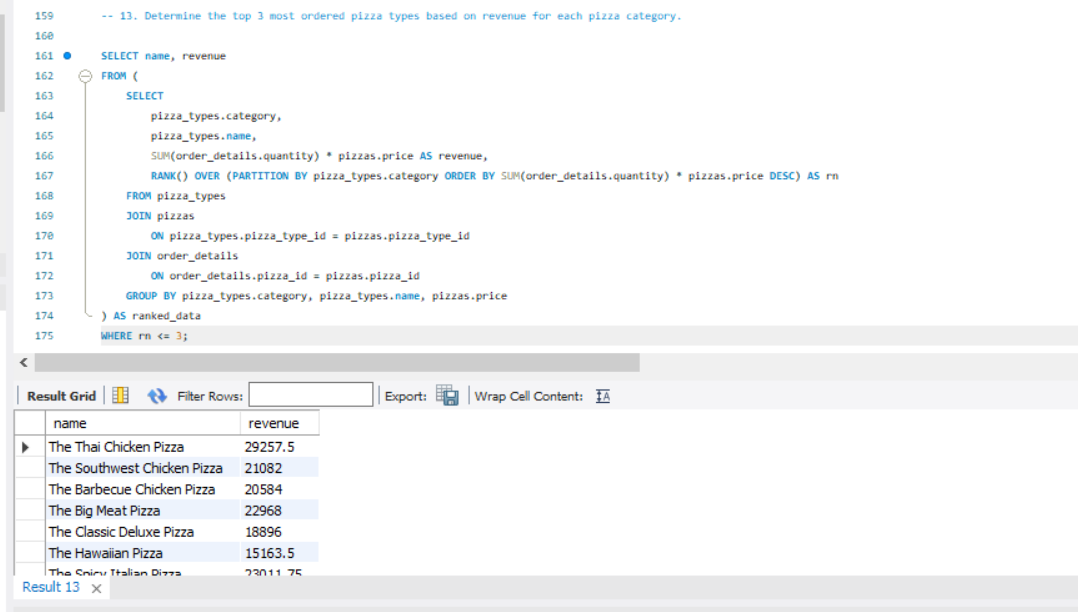 159 -- 13. Determine the top 3 most ordered pizza types based on revenue for each pizza category.
160
161 SELECT name, revenue
162 FROM (
163 SELECT
164 pizza_types.category,
165 pizza_types.name,
166 SUM(order_details.quantity) * pizzas.price AS revenue,
167 RANK() OVER (PARTITION BY pizza_types.category ORDER BY SUM(order_details.quantity) * pizzas.price DESC) AS rn
168 FROM pizza_types
169 JOIN pizzas
170 ON pizza_types.pizza_type_id = pizzas.pizza_type_id
171 JOIN order_details
172 ON order_details.pizza_id = pizzas.pizza_id
173 GROUP BY pizza_types.category, pizza_types.name, pizzas.price
174 ) AS ranked_data
175 WHERE rn <= 3;
Result Grid Filter Rows: Export: Wrap Cell Content:
name revenue
The Thai Chicken Pizza 29257.5
The Southwest Chicken Pizza 21082
The Barbecue Chicken Pizza 20584
The Big Meat Pizza 22968
The Classic Deluxe Pizza 18896
The Hawaiian Pizza 15163.5
The Spicy Italian Pizza 23011.75
Result 13